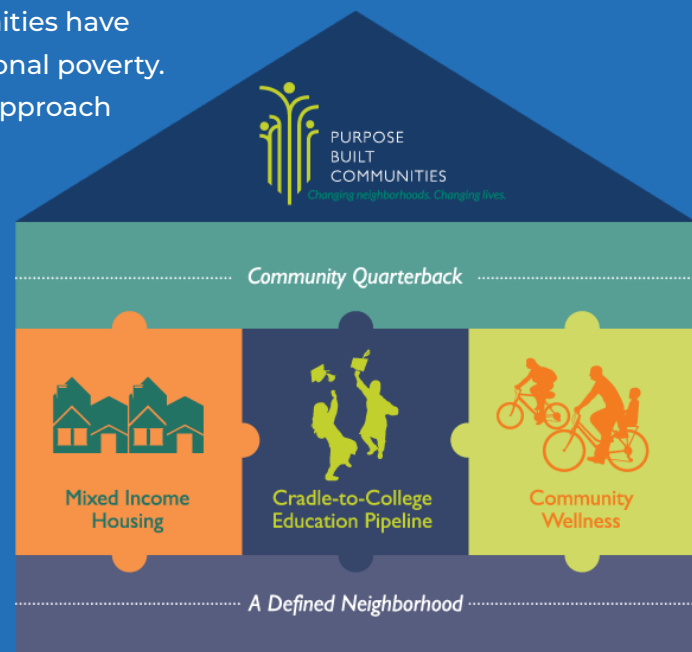 ities have
onal poverty.
approach
PURPOSE
BUILT
COMMUNITIES
Changing neighborhoods. Changing lives.
Community Quarterback
Mixed Income
Housing
Cradle-to-College
Education Pipeline
Community
Wellness
A Defined Neighborhood